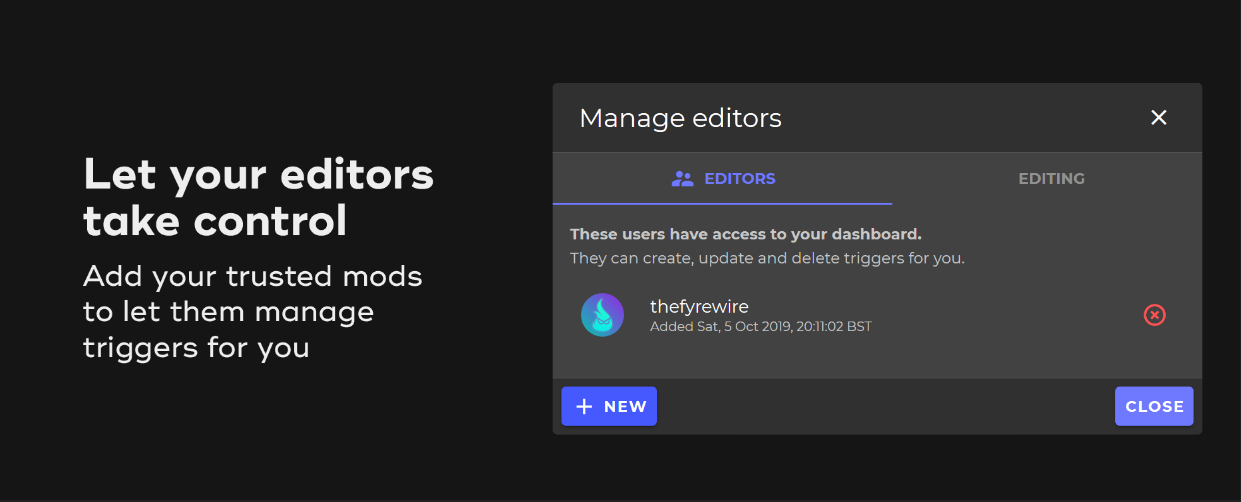 Let your editors
take control
Add your trusted mods
to let them manage
triggers for you
Manage editors
EDITORS
EDITING
These users have access to your dashboard.
They can create, update and delete triggers for you.
thefyrewire
Added Sat, 5 Oct 2019, 20:11:02 BST
+ NEW
CLOSE